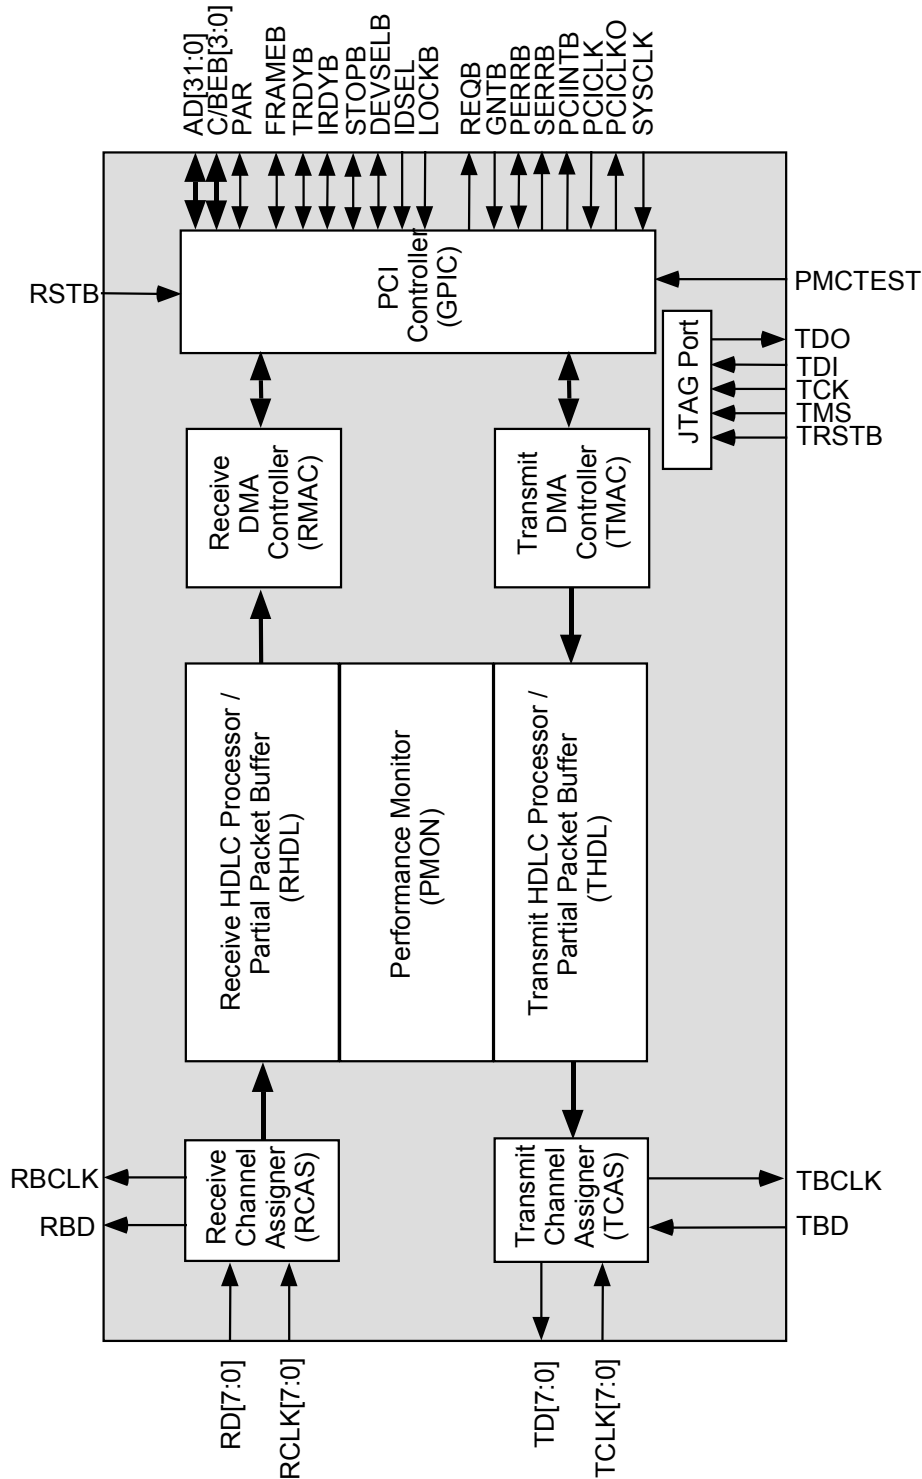 AD[31:0]
C/BEB[3:0]
PAR
FRAMEB
TRDYB
IRDYB
STOPB
DEVSELB
IDSEL
LOCKB
REQB
GNTB
PERRB
SERRB
PCIINTB
PCICLK
PCICLKO
SYSCLK
RSTB
PCI
Controller
(GPIC)
PMCTEST
JTAG Port
TDO
TDI
TCK
TMS
TRSTB
Receive
DMA
Controller
(RMAC)
Transmit
DMA
Controller
(TMAC)
Receive HDLC Processor /
Partial Packet Buffer
(RHDL)
Performance Monitor
(PMON)
Transmit HDLC Processor /
Partial Packet Buffer
(THDL)
RBCLK
RBD
Receive
Channel
Assigner
(RCAS)
Transmit
Channel
Assigner
(TCAS)
TBCLK
TBD
RD[7:0]
RCLK[7:0]
TD[7:0]
TCLK[7:0]